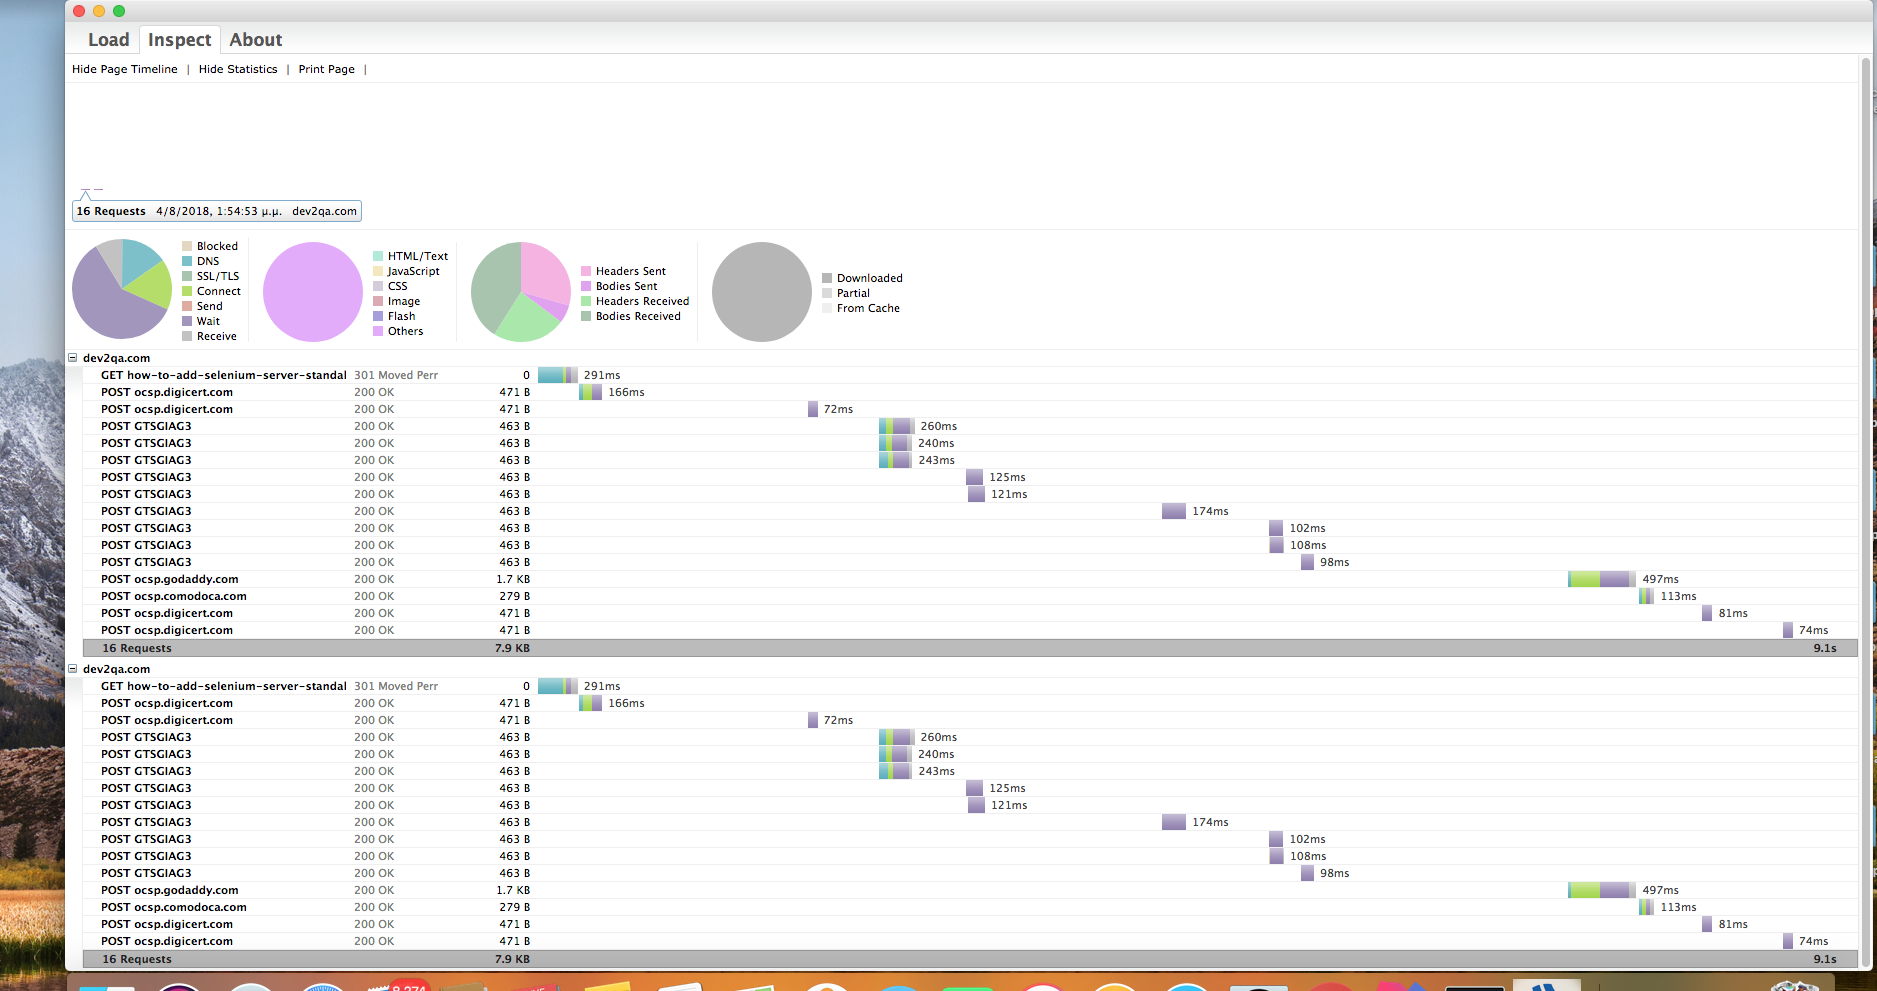 Load Inspect About
Hide Page Timeline | Hide Statistics | Print Page |
16 Requests 4/8/2018, 1:54:53 μ.μ. dev2qa.com
Blocked
DNS
SSL/TLS
Connect
Send
Wait
Receive
HTML/Text
JavaScript
CSS
Image
Flash
Others
Headers Sent
Bodies Sent
Headers Received
Bodies Received
Downloaded
Partial
From Cache
dev2qa.com
GET how-to-add-selenium-server-standal 301 Moved Perr 0 291ms
POST ocsp.digicert.com 200 OK 471 B 166ms
POST ocsp.digicert.com 200 OK 471 B 72ms
POST GTSGIAG3 200 OK 463 B 260ms
POST GTSGIAG3 200 OK 463 B 240ms
POST GTSGIAG3 200 OK 463 B 243ms
POST GTSGIAG3 200 OK 463 B 125ms
POST GTSGIAG3 200 OK 463 B 121ms
POST GTSGIAG3 200 OK 463 B 174ms
POST GTSGIAG3 200 OK 463 B 102ms
POST GTSGIAG3 200 OK 463 B 108ms
POST GTSGIAG3 200 OK 463 B 98ms
POST ocsp.godaddy.com 200 OK 1.7 KB 497ms
POST ocsp.comodoca.com 200 OK 279 B 113ms
POST ocsp.digicert.com 200 OK 471 B 81ms
POST ocsp.digicert.com 200 OK 471 B 74ms
16 Requests 7.9 KB 9.1s
dev2qa.com
GET how-to-add-selenium-server-standal 301 Moved Perr 0 291ms
POST ocsp.digicert.com 200 OK 471 B 166ms
POST ocsp.digicert.com 200 OK 471 B 72ms
POST GTSGIAG3 200 OK 463 B 260ms
POST GTSGIAG3 200 OK 463 B 240ms
POST GTSGIAG3 200 OK 463 B 243ms
POST GTSGIAG3 200 OK 463 B 125ms
POST GTSGIAG3 200 OK 463 B 121ms
POST GTSGIAG3 200 OK 463 B 174ms
POST GTSGIAG3 200 OK 463 B 102ms
POST GTSGIAG3 200 OK 463 B 108ms
POST GTSGIAG3 200 OK 463 B 98ms
POST ocsp.godaddy.com 200 OK 1.7 KB 497ms
POST ocsp.comodoca.com 200 OK 279 B 113ms
POST ocsp.digicert.com 200 OK 471 B 81ms
POST ocsp.digicert.com 200 OK 471 B 74ms
16 Requests 7.9 KB 9.1s